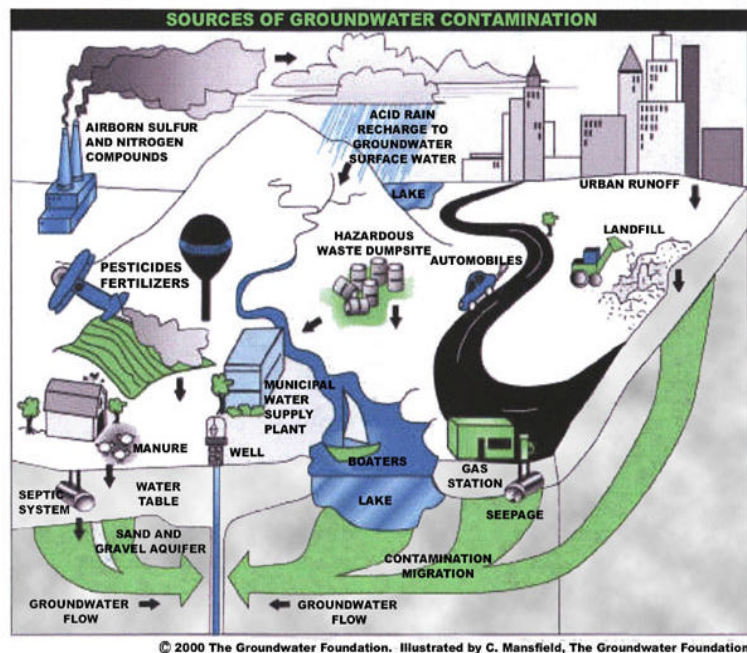 SOURCES OF GROUNDWATER CONTAMINATION
AIRBORN SULFUR
AND NITROGEN
COMPOUNDS
ACID RAIN
RECHARGE TO
GROUNDWATER
SURFACE WATER
LAKE
URBAN RUNOFF
HAZARDOUS
WASTE DUMPSITE
AUTOMOBILES
LANDFILL
PESTICIDES
FERTILIZERS
MUNICIPAL
WATER
SUPPLY
PLANT
MANURE
WELL
BOATERS
GAS
STATION
SEPTIC
SYSTEM
WATER
TABLE
LAKE
SEEPAGE
SAND AND
GRAVEL AQUIFER
CONTAMINATION
MIGRATION
GROUNDWATER
FLOW
GROUNDWATER
FLOW
© 2000 The Groundwater Foundation. Illustrated by C. Mansfield, The Groundwater Foundation